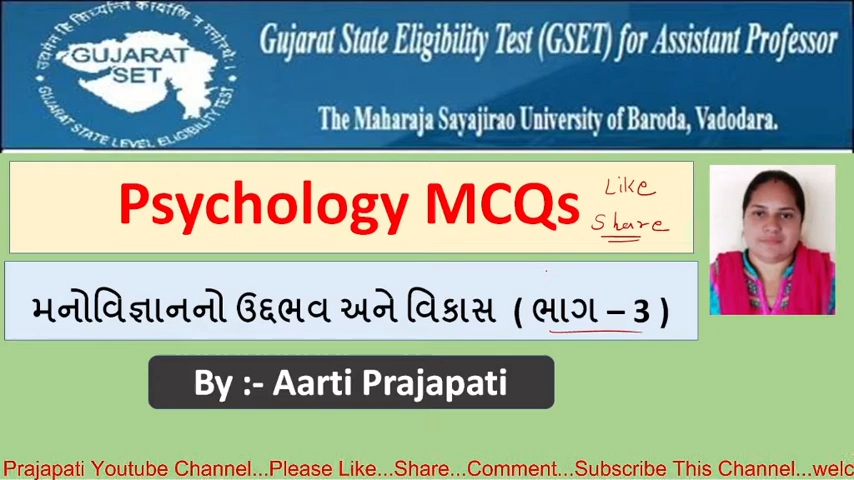 GUJARAT
SET
GUJARAT STATE LEVEL ELIGIBILITY TEST
Gujarat State Eligibility Test (GSET) for Assistant Professor
The Maharaja Sayajirao University of Baroda, Vadodara.
Psychology MCQs
Like
Share
મનોવિજ્ઞાનનો ઉદ્દભવ અને વિકાસ ( ભાગ – 3 )
By :- Aarti Prajapati
Prajapati Youtube Channel...Please Like...Share...Comment...Subscribe This Channel...welc